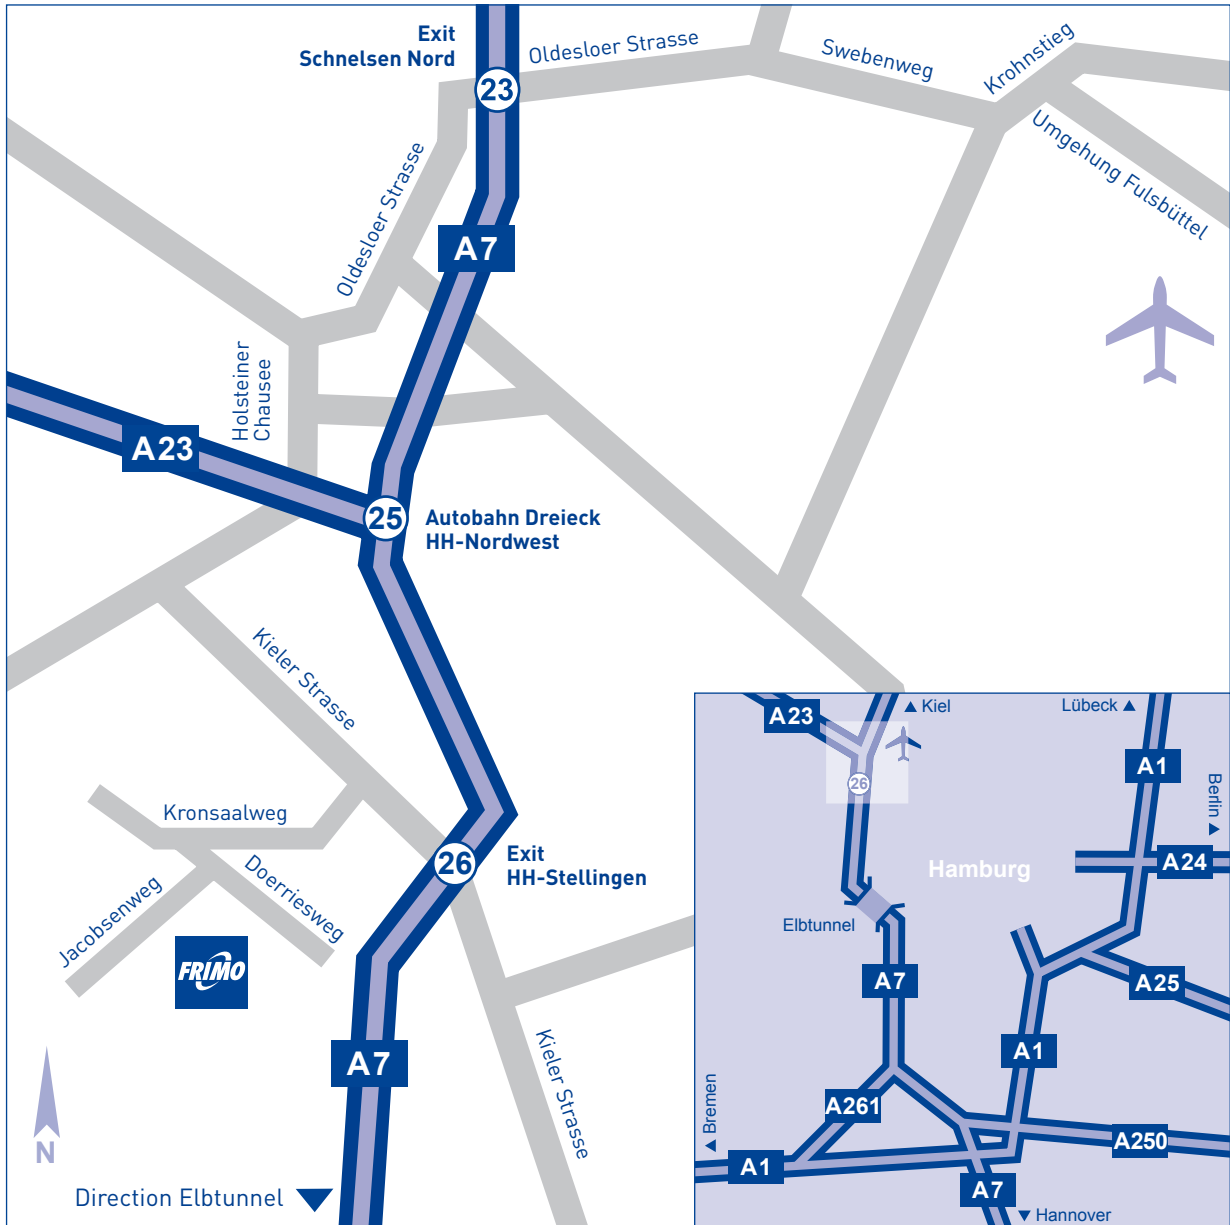 Exit
Schnelsen Nord
23
Oldesloer Strasse
Swebenweg
Krohnstieg
Umgehung Fulsbüttel
Oldesloer Strasse
A7
Holsteiner
Chausee
A23
25
Autobahn Dreieck
HH-Nordwest
Kieler Strasse
Kronsaalweg
Doerriesweg
Jacobsenweg
26
Exit
HH-Stellingen
FRIMO
A7
Kieler Strasse
N
Direction Elbtunnel
A23
Kiel
Lübeck
A1
Berlin
26
A24
Hamburg
Elbtunnel
A7
A25
A1
A261
Bremen
A250
A1
A7
Hannover